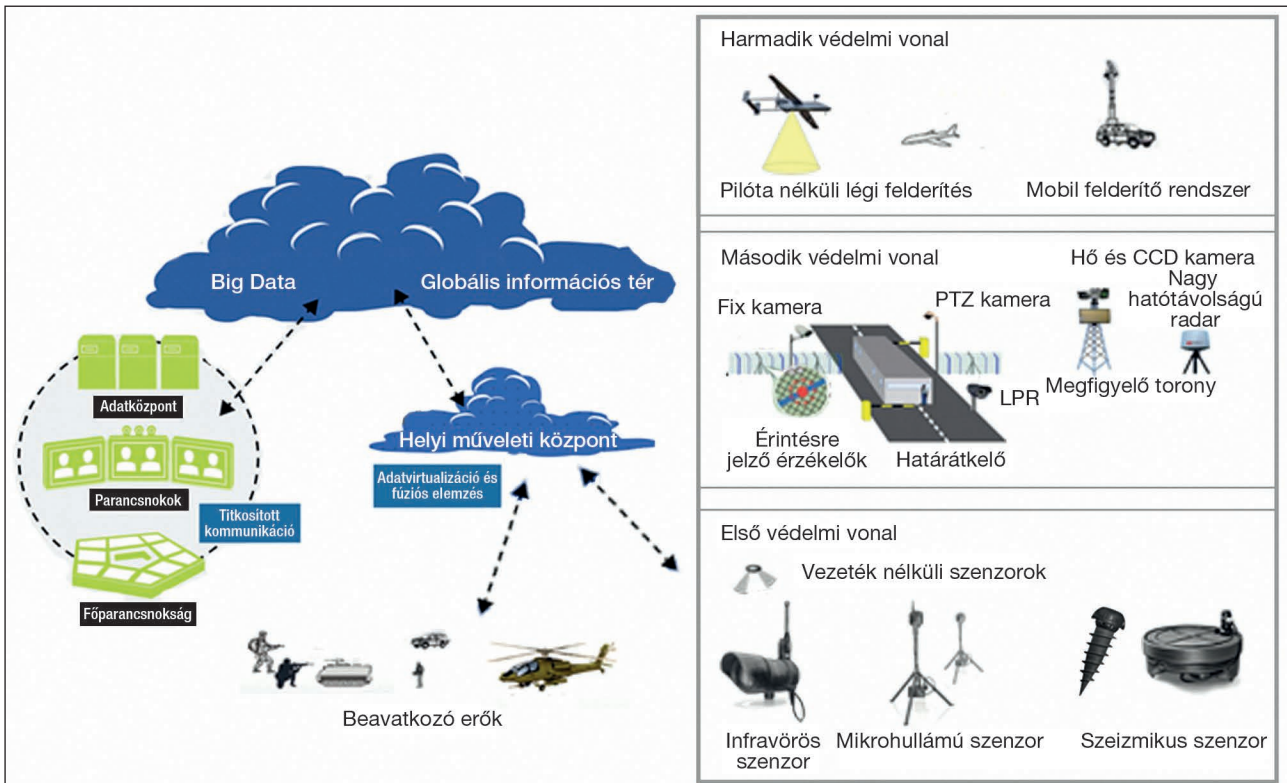 Big Data
Globális információs tér
Adatközpont
Parancsnokok
Titkosított
kommunikáció
Főparancsnokság
Helyi műveleti központ
Adatvirtualizáció és
fúziós elemzés
Beavatkozó erők
Harmadik védelmi vonal
Pilóta nélküli légi felderítés
Mobil felderítő rendszer
Második védelmi vonal
Hő és CCD kamera
Nagy
hatótávolságú
radar
Fix kamera
PTZ kamera
LPR
Megfigyelő torony
Érintésre
jelző érzékelők
Határátkelő
Első védelmi vonal
Vezeték nélküli szenzorok
Infravörös
szenzor
Mikrohullámú szenzor
Szeizmikus szenzor